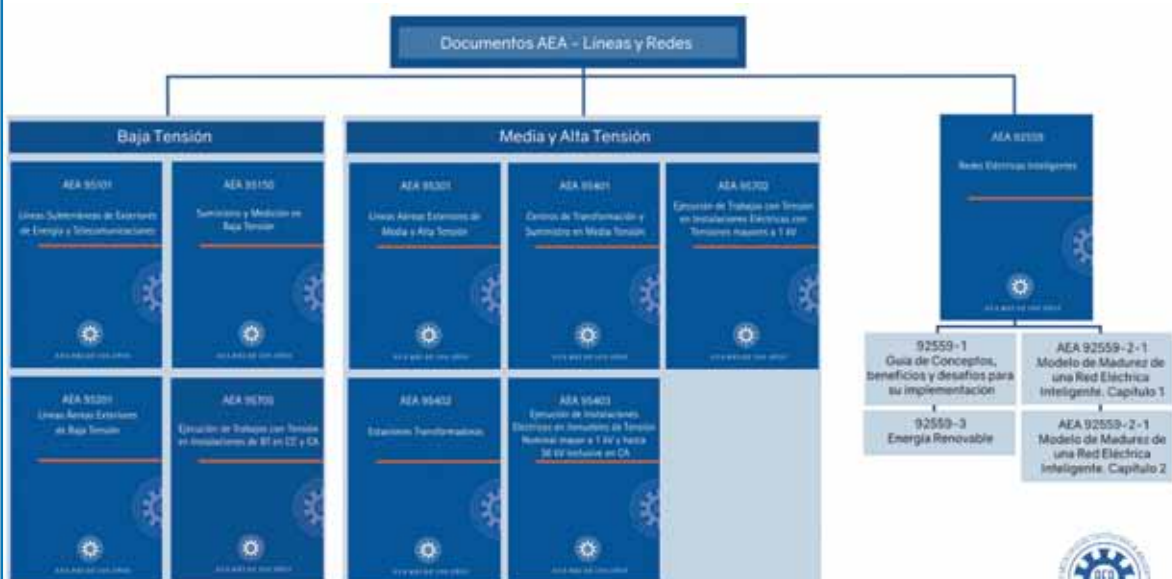 Documentos AEA – Líneas y Redes
Baja Tensión
AEA 95101
Líneas Subterráneas de Exteriores
de Energía y Telecomunicaciones
AEA 95150
Suministro y Medición en
Baja Tensión
AEA 95201
Líneas Aéreas Exteriores
de Baja Tensión
AEA 95705
Ejecución de Trabajos con Tensión
en Instalaciones de BT en CC y CA
Media y Alta Tensión
AEA 95301
Líneas Aéreas Exteriores de
Media y Alta Tensión
AEA 95401
Centros de Transformación y
Suministro en Media Tensión
AEA 95702
Ejecución de Trabajos con Tensión
en Instalaciones Eléctricas con
Tensiones mayores a 1 kV
AEA 95402
Estaciones Transformadoras
AEA 95403
Ejecución de Instalaciones
Eléctricas en Inmuebles de Tensión
Nominal mayor a 1 kV y hasta
36 kV inclusive en CA
AEA 92559
Redes Eléctricas Inteligentes
92559-1
Guía de Conceptos,
beneficios y desafíos para
su implementación
AEA 92559-2-1
Modelo de Madurez de
una Red Eléctrica
Inteligente. Capítulo 1
92559-3
Energía Renovable
AEA 92559-2-1
Modelo de Madurez de
una Red Eléctrica
Inteligente. Capítulo 2
AEA